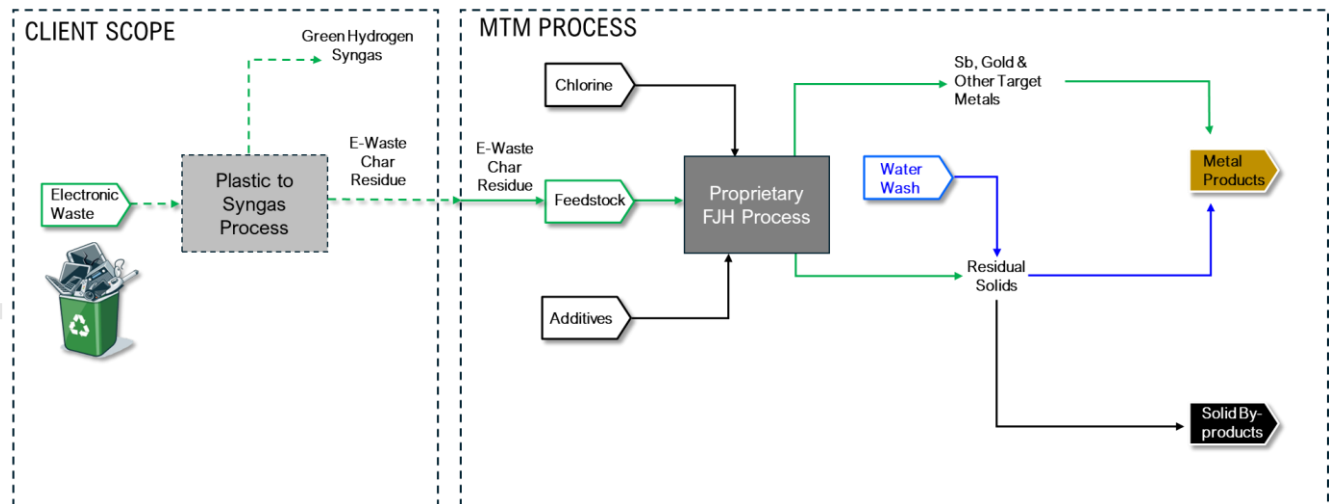 CLIENT SCOPE
Green Hydrogen
Syngas
Electronic
Waste
Plastic to
Syngas
Process
E-Waste
Char
Residue
MTM PROCESS
Chlorine
E-Waste
Char
Residue
Feedstock
Additives
Proprietary
FJH Process
Sb, Gold &
Other Target
Metals
Water
Wash
Residual
Solids
Metal
Products
Solid By-
products